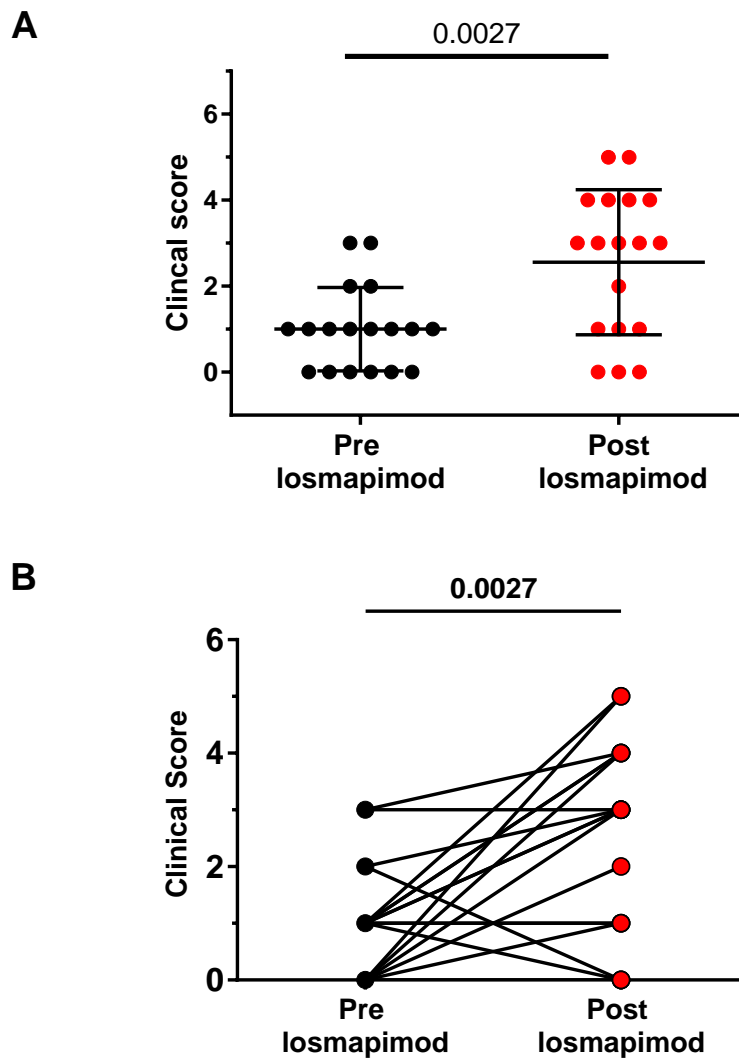 A
0.0027
Clincal score
6
4
2
0
Pre
losmapimod
Post
losmapimod
B
0.0027
Clinical Score
6
4
2
0
Pre
losmapimod
Post
losmapimod